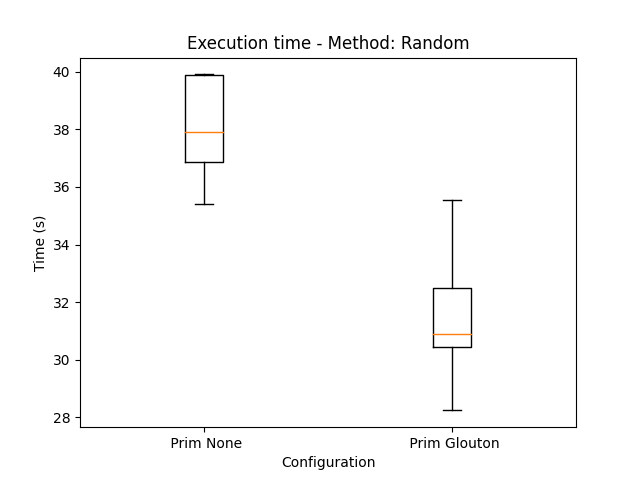 Execution time - Method: Random
40
38
36
34
32
30
28
Time (s)
Prim None
Prim Glouton
Configuration